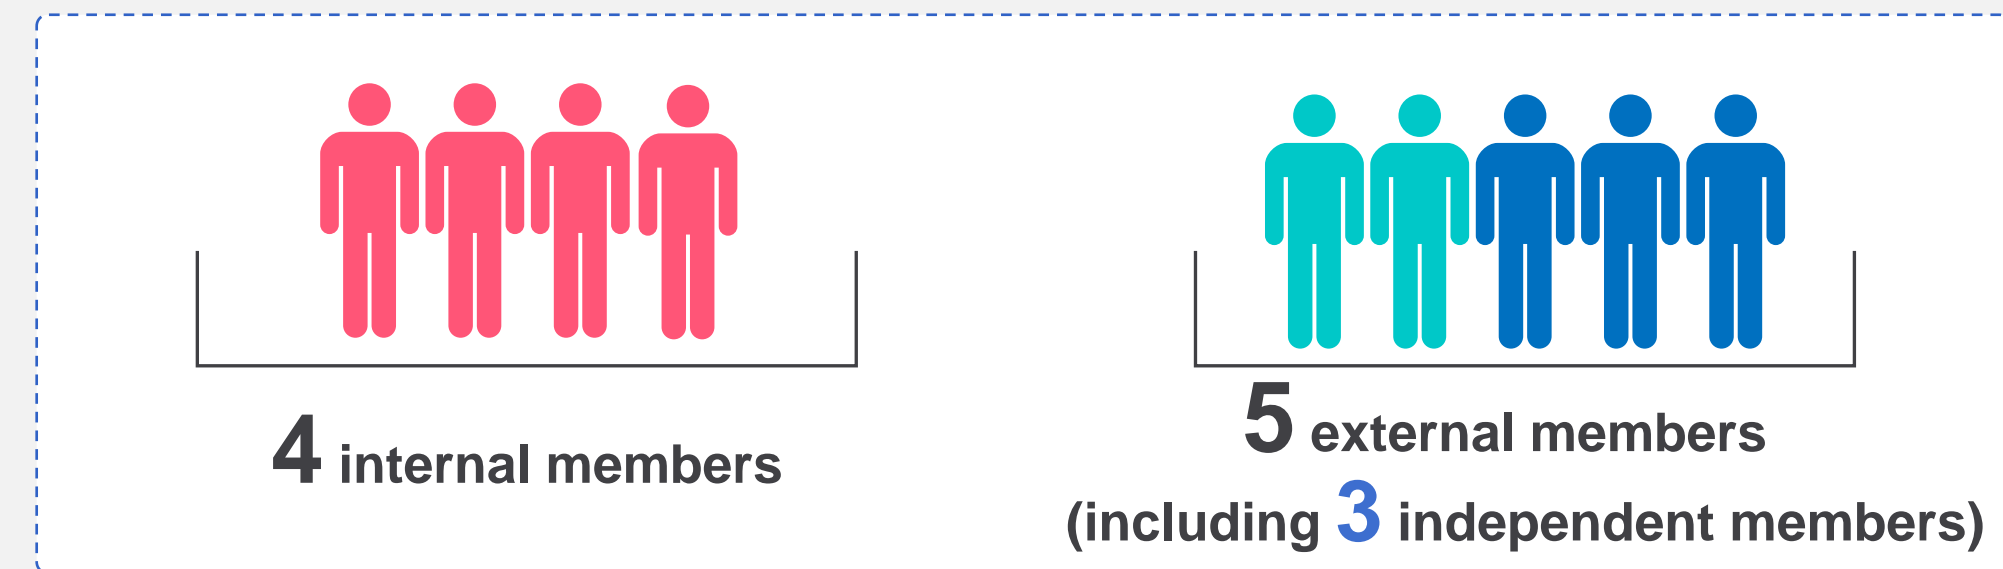 4 internal members
5 external members
(including 3 independent members)